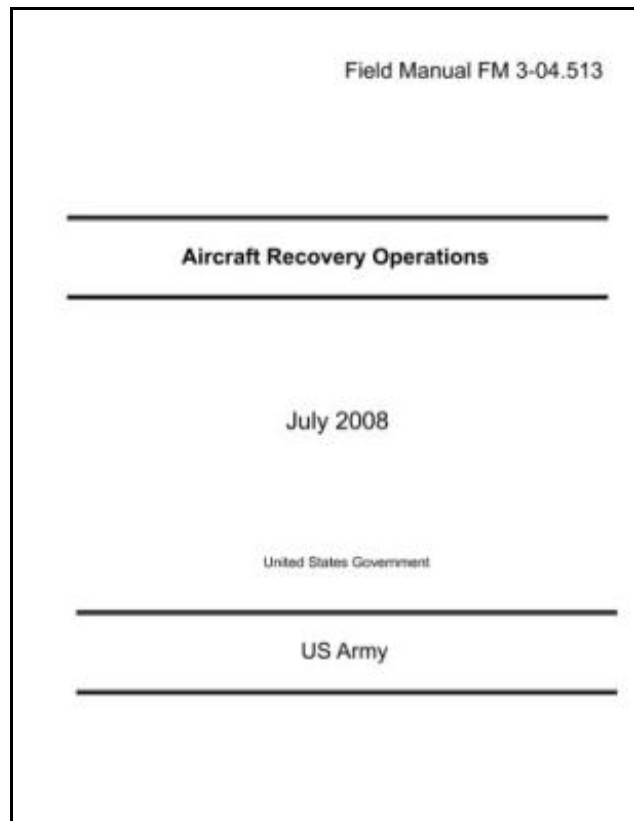 Field Manual FM 3-04.513
Aircraft Recovery Operations
July 2008
United States Government
US Army